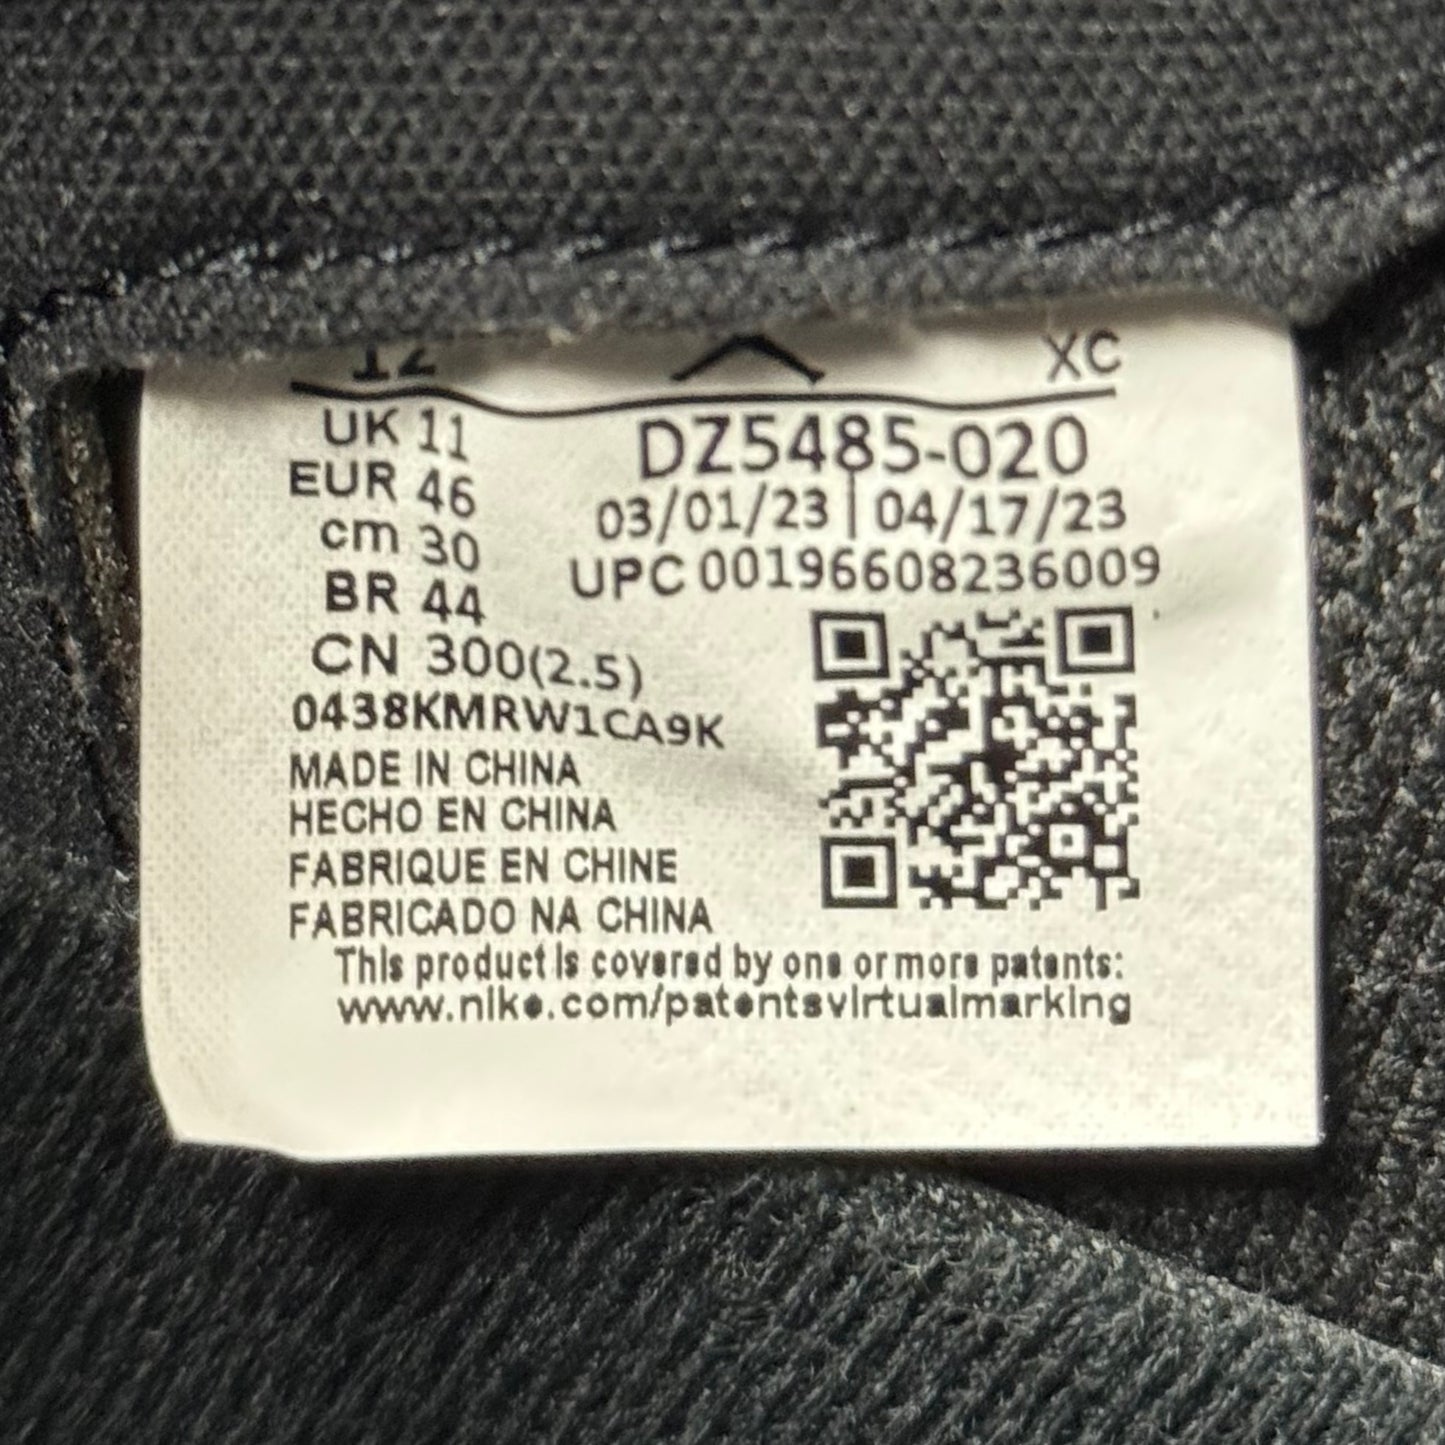 12 XC
UK 11
EUR 46
cm 30
BR 44
CN 300(2.5)
DZ5485-020
03/01/23 | 04/17/23
UPC 00196608236009
0438KMRW1CA9K
MADE IN CHINA
HECHO EN CHINA
FABRIQUE EN CHINE
FABRICADO NA CHINA
This product is covered by one or more patents:
www.nike.com/patentsvirtualmarking